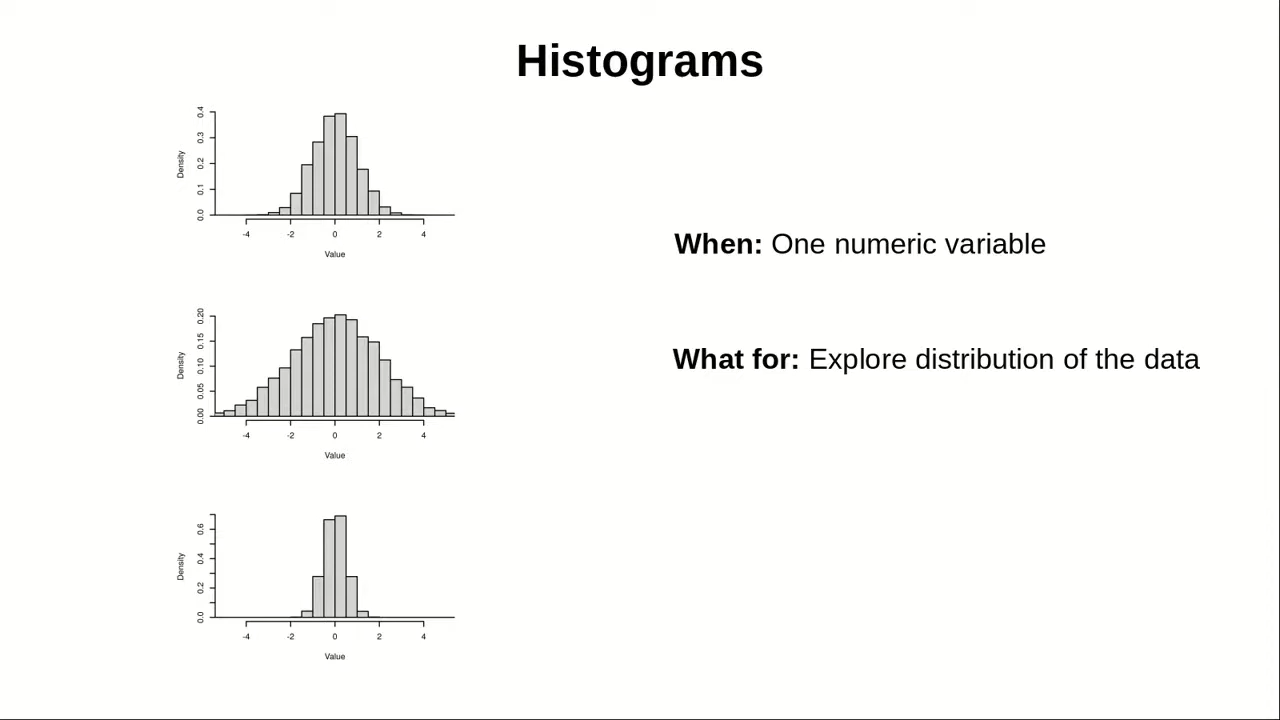 Histograms
0.0 0.1 0.2 0.3 0.4
Density
-4 -2 0 2 4
Value
When: One numeric variable
0.00 0.05 0.10 0.15 0.20
Density
-4 -2 0 2 4
Value
What for: Explore distribution of the data
0.0 0.2 0.4 0.6
Density
-4 -2 0 2 4
Value